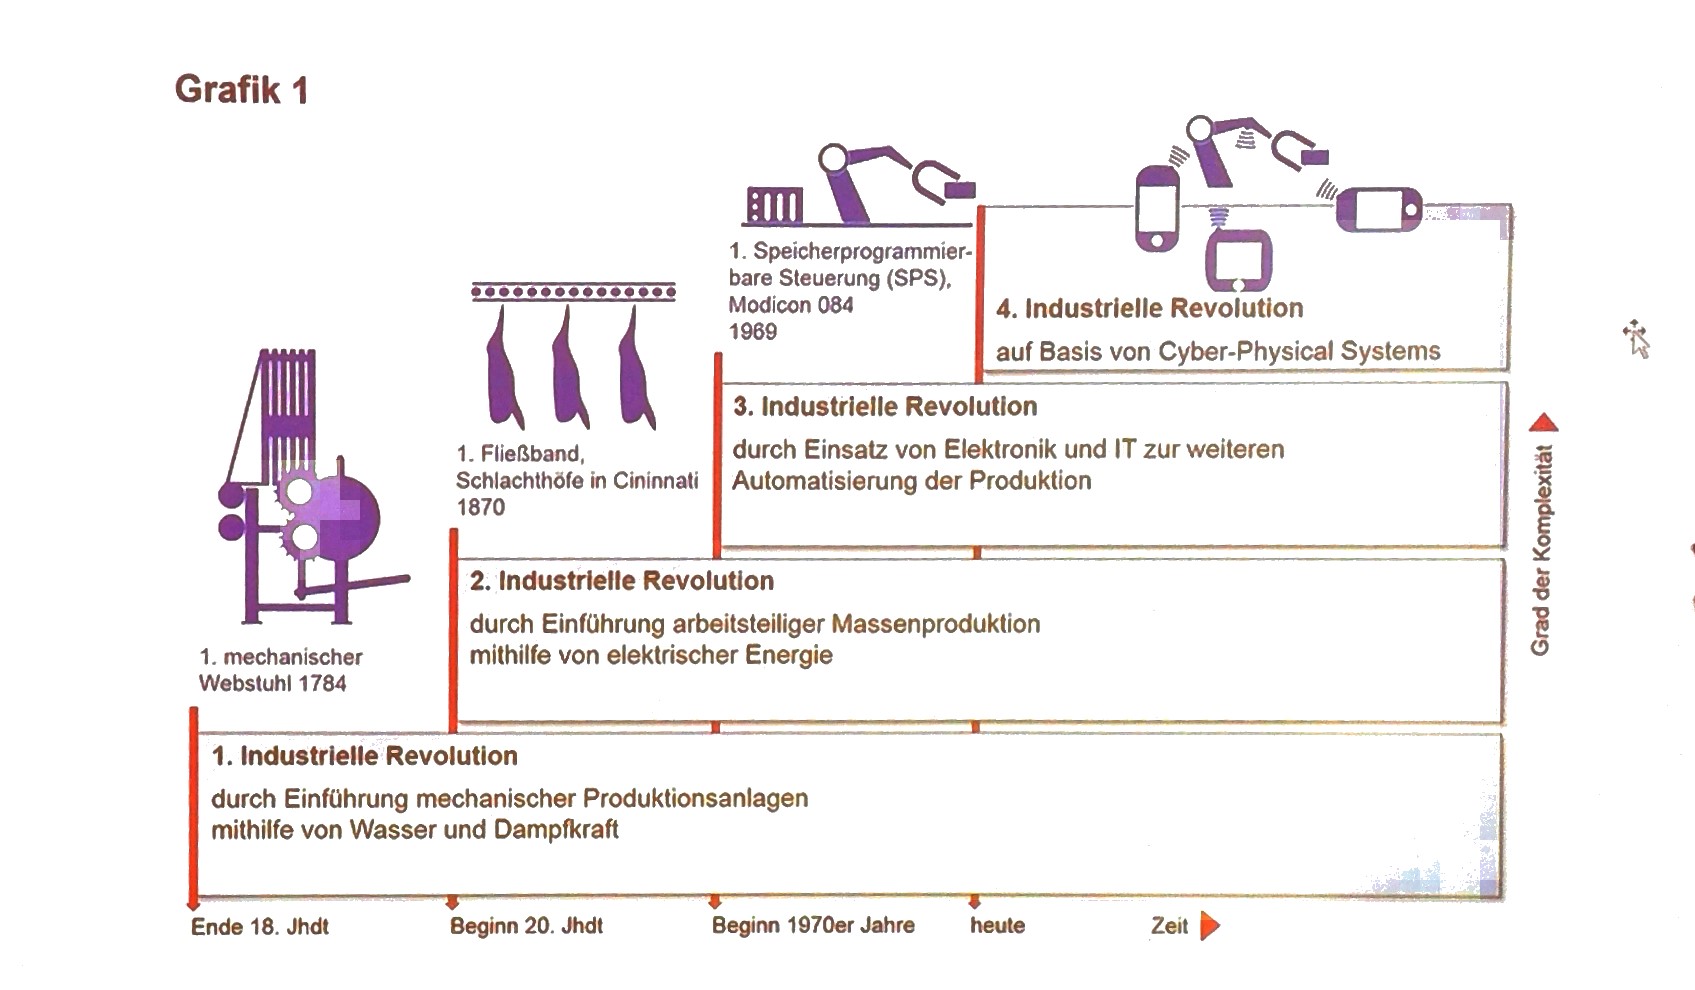 Grafik 1
1. Speicherprogrammier-
bare Steuerung (SPS),
Modicon 084
1969
4. Industrielle Revolution
auf Basis von Cyber-Physical Systems
3. Industrielle Revolution
durch Einsatz von Elektronik und IT zur weiteren
Automatisierung der Produktion
1. Fließband,
Schlachthöfe in Cininnati
1870
2. Industrielle Revolution
durch Einführung arbeitsteiliger Massenproduktion
mithilfe von elektrischer Energie
1. mechanischer
Webstuhl 1784
1. Industrielle Revolution
durch Einführung mechanischer Produktionsanlagen
mithilfe von Wasser und Dampfkraft
Grad der Komplexität
Ende 18. Jhdt
Beginn 20. Jhdt
Beginn 1970er Jahre
heute
Zeit